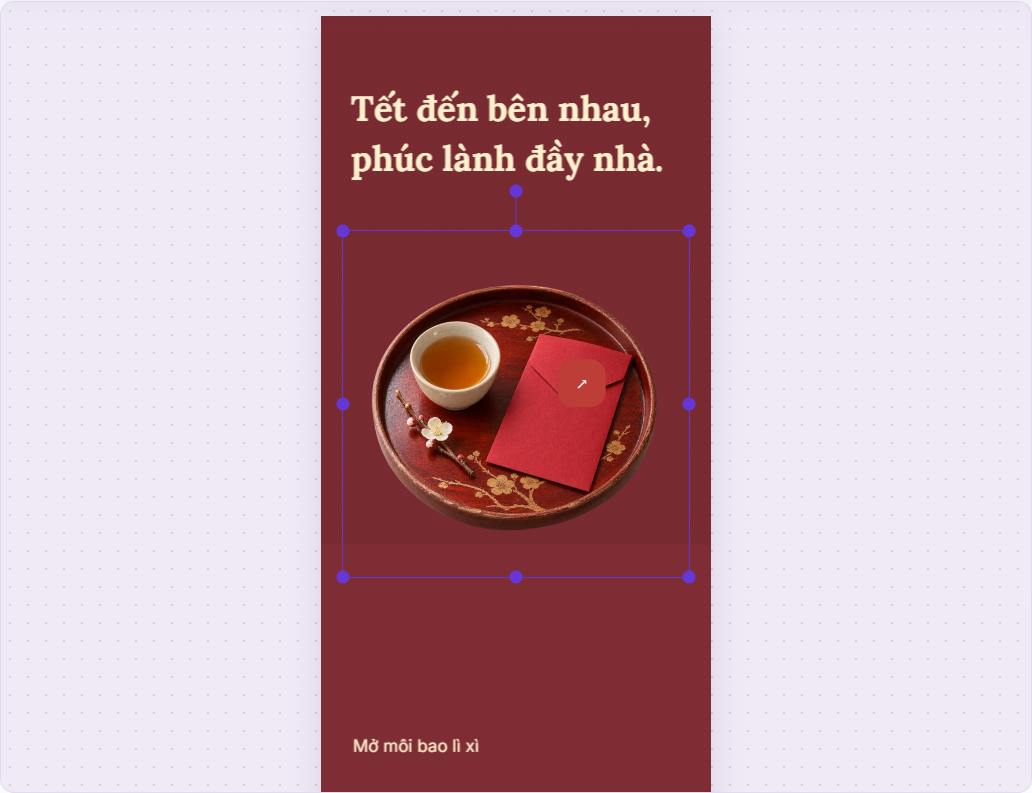 Tết đến bên nhau,
phúc lành đầy nhà.
Mở môi bao lì xì